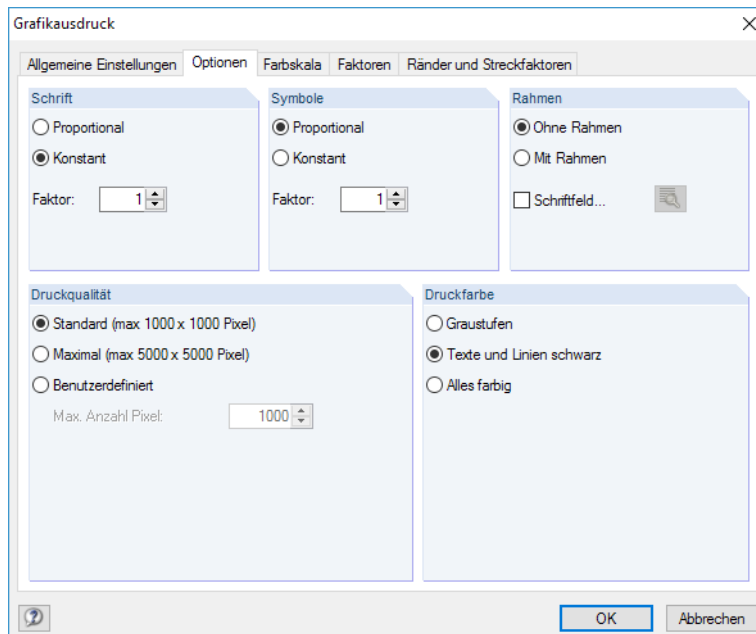 Grafikausdruck
Allgemeine Einstellungen Optionen Farbskala Faktoren Ränder und Streckfaktoren
Schrift
Proportional
Konstant
Faktor: 1
Symbole
Proportional
Konstant
Faktor: 1
Rahmen
Ohne Rahmen
Mit Rahmen
Schriftfeld...
Druckqualität
Standard (max 1000 x 1000 Pixel)
Maximal (max 5000 x 5000 Pixel)
Benutzerdefiniert
Max. Anzahl Pixel: 1000
Druckfarbe
Graustufen
Texte und Linien schwarz
Alles farbig
OK Abbrechen